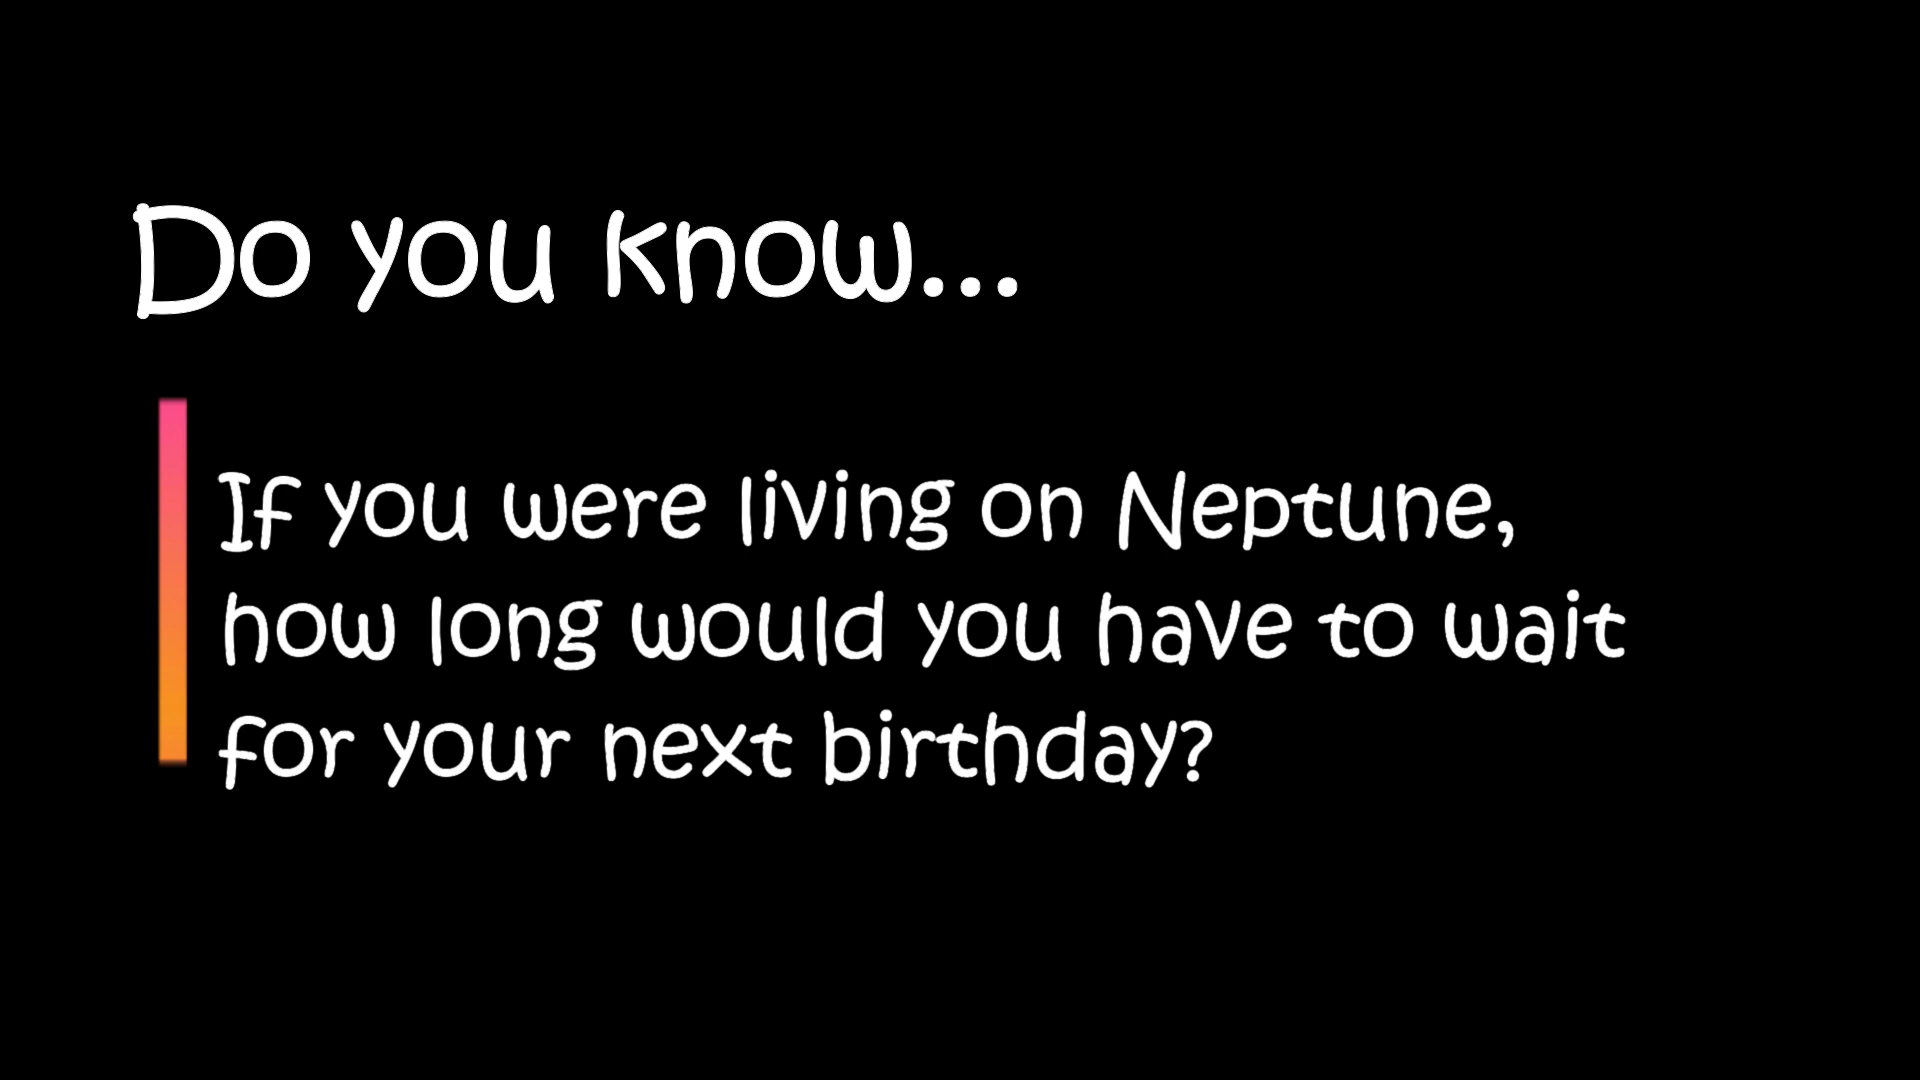 Do you know...
If you were living on Neptune,
how long would you have to wait
for your next birthday?